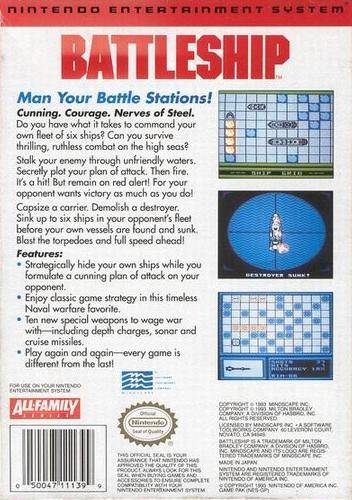 NINTENDO ENTERTAINMENT SYSTEM®
BATTLESHIP™
Man Your Battle Stations!
Cunning. Courage. Nerves of Steel.
Do you have what it takes to command your
own fleet of six ships? Can you survive
thrilling, ruthless combat on the high seas?
Stalk your enemy through unfriendly waters.
Secretly plot your plan of attack. Then fire.
It's a hit! But remain on red alert! For your
opponent wants victory as much as you do!
Capsize a carrier. Demolish a destroyer.
Sink up to six ships in your opponent's fleet
before your own vessels are found and sunk.
Blast the torpedoes and full speed ahead!
Features:
• Strategically hide your own ships while you
formulate a cunning plan of attack on your
opponent.
• Enjoy classic game strategy in this timeless
Naval warfare favorite.
• Ten new special weapons to wage war
with—including depth charges, sonar and
cruise missiles.
• Play again and again—every game is
different from the last!
SHIP GRID
DESTROYER SUNK!
SHOTS
HITS
ACCURACY
FOR USE ON YOUR NINTENDO
ENTERTAINMENT SYSTEM
ALL-FAMILY
SERIES
0 50047 11139 9
MINDSCAPE
Official
Nintendo
Seal of Quality
THIS OFFICIAL SEAL IS YOUR
ASSURANCE THAT NINTENDO HAS
APPROVED THE QUALITY OF THIS
PRODUCT. ALWAYS LOOK FOR THIS
SEAL WHEN BUYING GAMES AND
ACCESSORIES TO ENSURE COMPLETE
COMPATIBILITY WITH YOUR
NINTENDO ENTERTAINMENT SYSTEM.
COPYRIGHT © 1993 MINDSCAPE INC.
COPYRIGHT © 1993 MILTON BRADLEY
COMPANY A DIVISION OF HASBRO, INC.
ALL RIGHTS RESERVED.
LICENSED BY MINDSCAPE INC. • A SOFTWARE
TOOLWORKS COMPANY 60 LEVERONI COURT,
NOVATO, CA 94949.
BATTLESHIP IS A TRADEMARK OF MILTON
BRADLEY COMPANY, A DIVISION OF HASBRO,
INC. MINDSCAPE AND ITS LOGO ARE
REGISTERED TRADEMARKS OF MINDSCAPE INC.
MADE IN JAPAN
NINTENDO AND NINTENDO ENTERTAINMENT
SYSTEM ARE REGISTERED TRADEMARKS OF
NINTENDO OF AMERICA INC.
NINTENDO OF AMERICA INC.